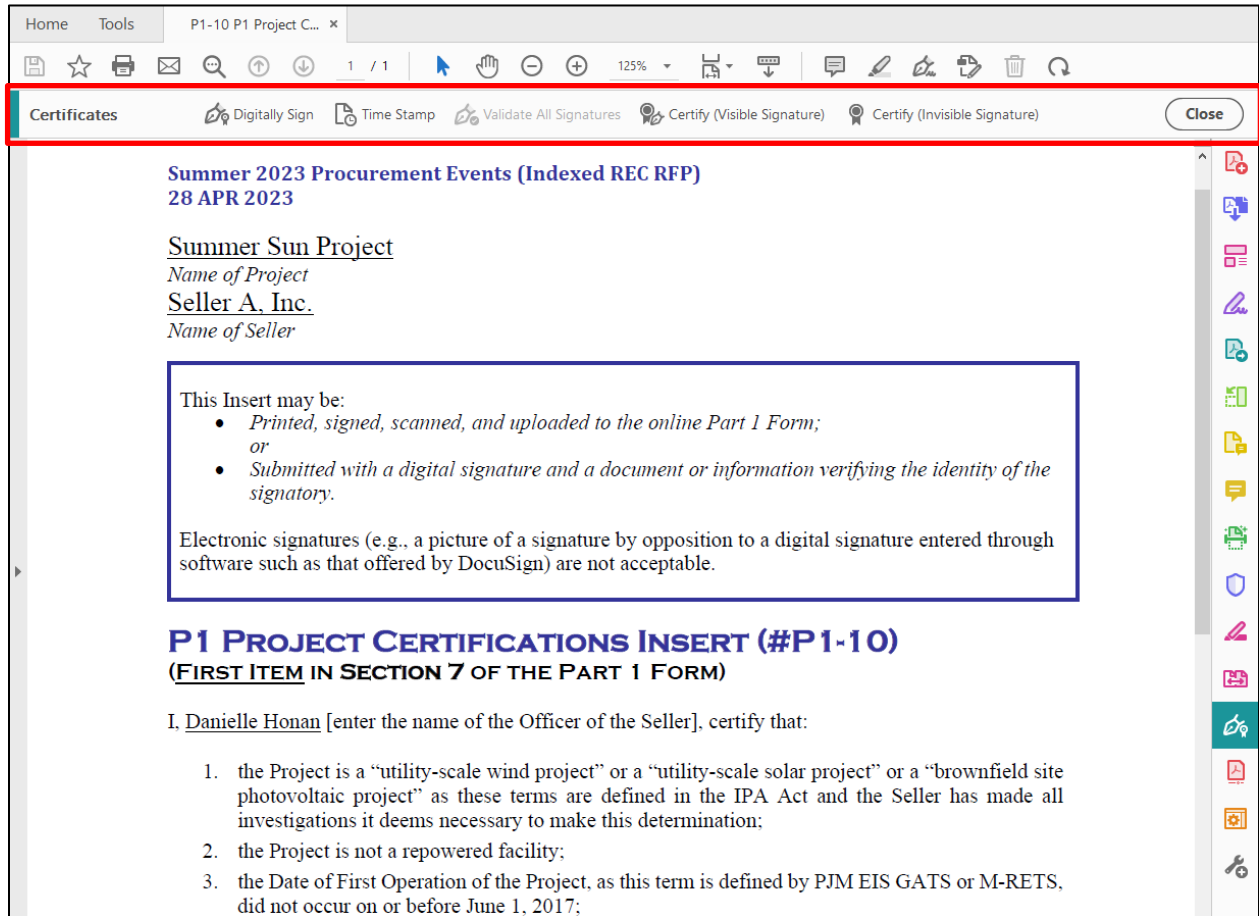 Home Tools P1-10 P1 Project C... ×
1 / 1 125%
Certificates Digitally Sign Time Stamp Validate All Signatures Certify (Visible Signature) Certify (Invisible Signature) Close
Summer 2023 Procurement Events (Indexed REC RFP)
28 APR 2023
Summer Sun Project
Name of Project
Seller A, Inc.
Name of Seller
This Insert may be:
• Printed, signed, scanned, and uploaded to the online Part 1 Form;
or
• Submitted with a digital signature and a document or information verifying the identity of the
signatory.
Electronic signatures (e.g., a picture of a signature by opposition to a digital signature entered through
software such as that offered by DocuSign) are not acceptable.
P1 PROJECT CERTIFICATIONS INSERT (#P1-10)
(FIRST ITEM IN SECTION 7 OF THE PART 1 FORM)
I, Danielle Honan [enter the name of the Officer of the Seller], certify that:
1. the Project is a “utility-scale wind project” or a “utility-scale solar project” or a “brownfield site
photovoltaic project” as these terms are defined in the IPA Act and the Seller has made all
investigations it deems necessary to make this determination;
2. the Project is not a repowered facility;
3. the Date of First Operation of the Project, as this term is defined by PJM EIS GATS or M-RETS,
did not occur on or before June 1, 2017;